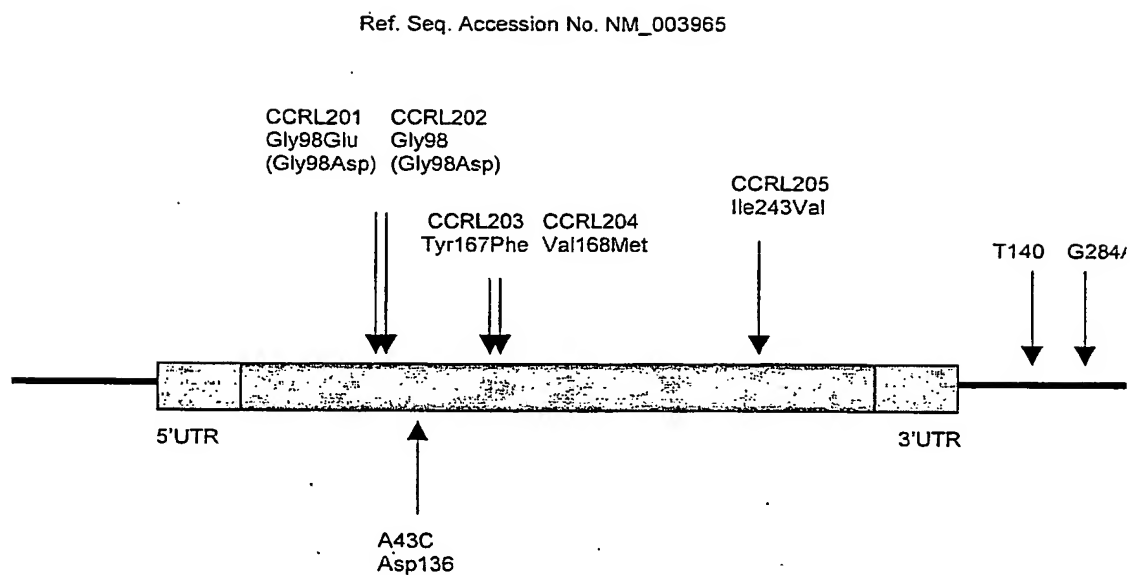 Ref. Seq. Accession No. NM_003965
CCRL201 CCRL202
Gly98Glu Gly98
(Gly98Asp) (Gly98Asp)
CCRL203 CCRL204
Tyr167Phe Val168Met
CCRL205
Ile243Val
T140 G284A
5'UTR
3'UTR
A43C
Asp136